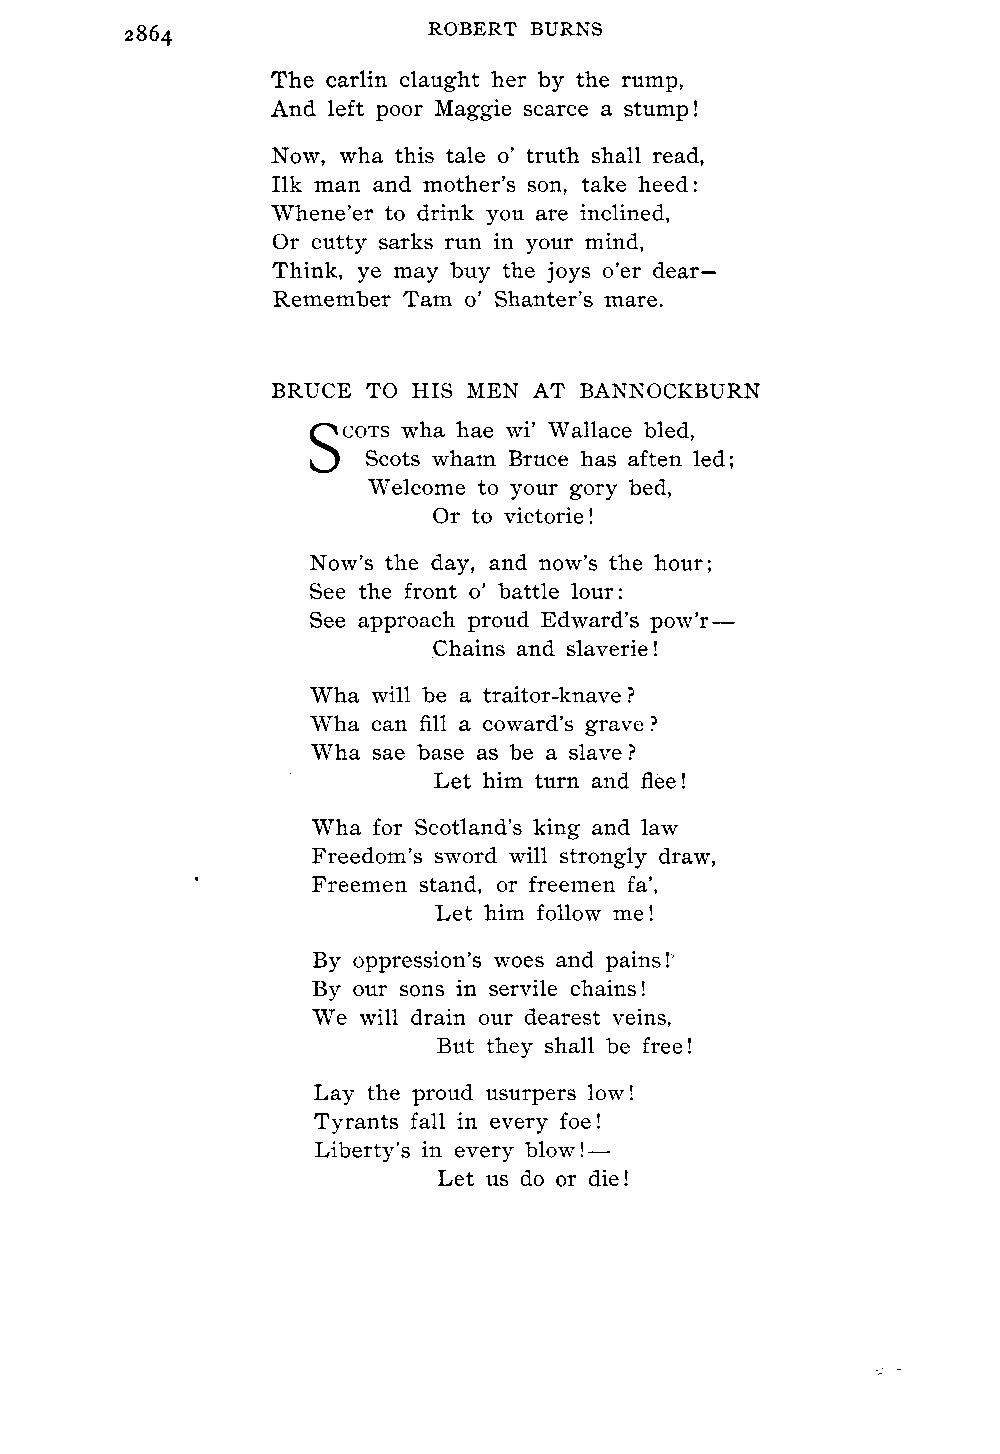 2864 ROBERT BURNS
The carlin claught her by the rump,
And left poor Maggie scarce a stump!
Now, wha this tale o' truth shall read,
Ilk man and mother's son, take heed:
Whene'er to drink you are inclined,
Or cutty sarks run in your mind,
Think, ye may buy the joys o'er dear—
Remember Tam o' Shanter's mare.
BRUCE TO HIS MEN AT BANNOCKBURN
SCOTS wha hae wi' Wallace bled,
Scots wham Bruce has aften led;
Welcome to your gory bed,
Or to victorie!
Now's the day, and now's the hour;
See the front o' battle lour:
See approach proud Edward's pow'r—
Chains and slaverie!
Wha will be a traitor-knave?
Wha can fill a coward's grave?
Wha sae base as be a slave?
Let him turn and flee!
Wha for Scotland's king and law
Freedom's sword will strongly draw,
Freemen stand, or freemen fa',
Let him follow me!
By oppression's woes and pains!
By our sons in servile chains!
We will drain our dearest veins,
But they shall be free!
Lay the proud usurpers low!
Tyrants fall in every foe!
Liberty's in every blow!—
Let us do or die!